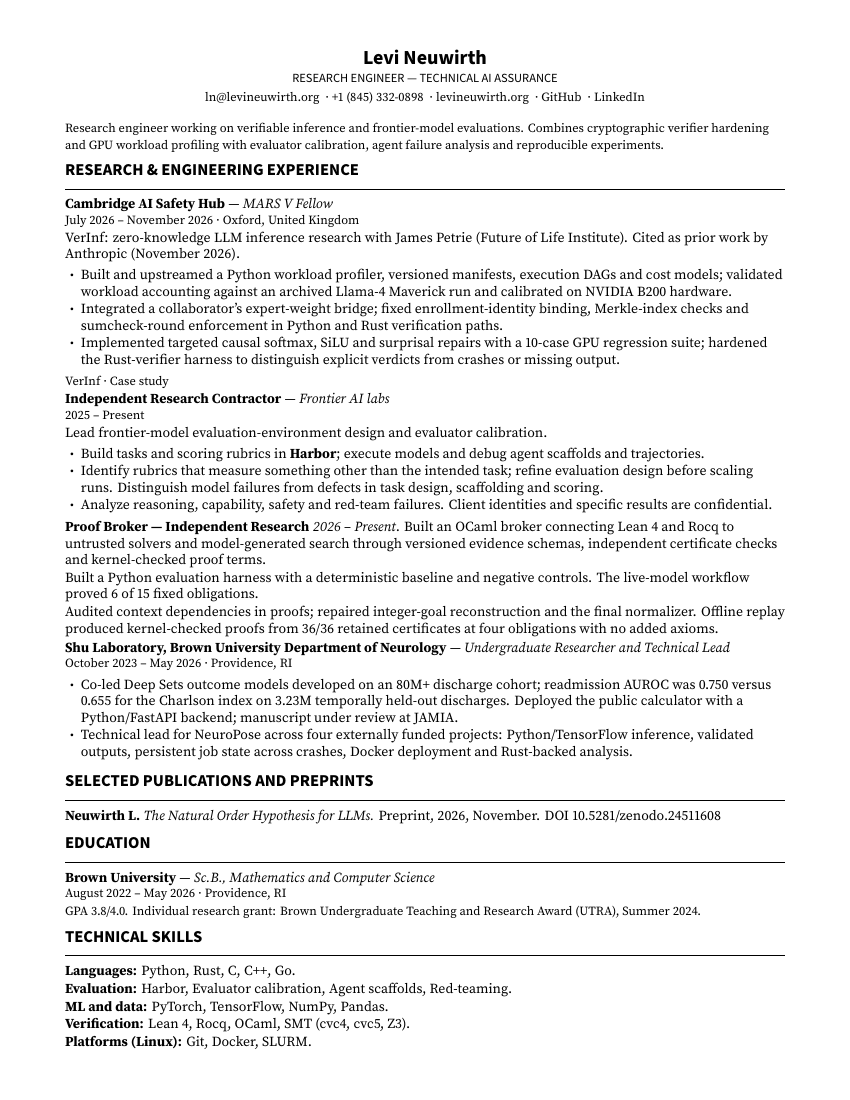 Levi Neuwirth
RESEARCH ENGINEER — TECHNICAL AI ASSURANCE
ln@levineuwirth.org · +1 (845) 332-0898 · levineuwirth.org · GitHub · LinkedIn
Research engineer working on verifiable inference and frontier-model evaluations. Combines cryptographic verifier hardening
and GPU workload profiling with evaluator calibration, agent failure analysis and reproducible experiments.
RESEARCH & ENGINEERING EXPERIENCE
Cambridge AI Safety Hub — MARS V Fellow
July 2026 – November 2026 · Oxford, United Kingdom
VerInf: zero-knowledge LLM inference research with James Petrie (Future of Life Institute). Cited as prior work by
Anthropic (November 2026).
• Built and upstreamed a Python workload profiler, versioned manifests, execution DAGs and cost models; validated
workload accounting against an archived Llama-4 Maverick run and calibrated on NVIDIA B200 hardware.
• Integrated a collaborator’s expert-weight bridge; fixed enrollment-identity binding, Merkle-index checks and
sumcheck-round enforcement in Python and Rust verification paths.
• Implemented targeted causal softmax, SiLU and surprisal repairs with a 10-case GPU regression suite; hardened
the Rust-verifier harness to distinguish explicit verdicts from crashes or missing output.
VerInf · Case study
Independent Research Contractor — Frontier AI labs
2025 – Present
Lead frontier-model evaluation-environment design and evaluator calibration.
• Build tasks and scoring rubrics in Harbor; execute models and debug agent scaffolds and trajectories.
• Identify rubrics that measure something other than the intended task; refine evaluation design before scaling
runs. Distinguish model failures from defects in task design, scaffolding and scoring.
• Analyze reasoning, capability, safety and red-team failures. Client identities and specific results are confidential.
Proof Broker — Independent Research 2026 – Present. Built an OCaml broker connecting Lean 4 and Rocq to
untrusted solvers and model-generated search through versioned evidence schemas, independent certificate checks
and kernel-checked proof terms.
Built a Python evaluation harness with a deterministic baseline and negative controls. The live-model workflow
proved 6 of 15 fixed obligations.
Audited context dependencies in proofs; repaired integer-goal reconstruction and the final normalizer. Offline replay
produced kernel-checked proofs from 36/36 retained certificates at four obligations with no added axioms.
Shu Laboratory, Brown University Department of Neurology — Undergraduate Researcher and Technical Lead
October 2023 – May 2026 · Providence, RI
• Co-led Deep Sets outcome models developed on an 80M+ discharge cohort; readmission AUROC was 0.750 versus
0.655 for the Charlson index on 3.23M temporally held-out discharges. Deployed the public calculator with a
Python/FastAPI backend; manuscript under review at JAMIA.
• Technical lead for NeuroPose across four externally funded projects: Python/TensorFlow inference, validated
outputs, persistent job state across crashes, Docker deployment and Rust-backed analysis.
SELECTED PUBLICATIONS AND PREPRINTS
Neuwirth L. The Natural Order Hypothesis for LLMs. Preprint, 2026, November. DOI 10.5281/zenodo.24511608
EDUCATION
Brown University — Sc.B., Mathematics and Computer Science
August 2022 – May 2026 · Providence, RI
GPA 3.8/4.0. Individual research grant: Brown Undergraduate Teaching and Research Award (UTRA), Summer 2024.
TECHNICAL SKILLS
Languages: Python, Rust, C, C++, Go.
Evaluation: Harbor, Evaluator calibration, Agent scaffolds, Red-teaming.
ML and data: PyTorch, TensorFlow, NumPy, Pandas.
Verification: Lean 4, Rocq, OCaml, SMT (cvc4, cvc5, Z3).
Platforms (Linux): Git, Docker, SLURM.